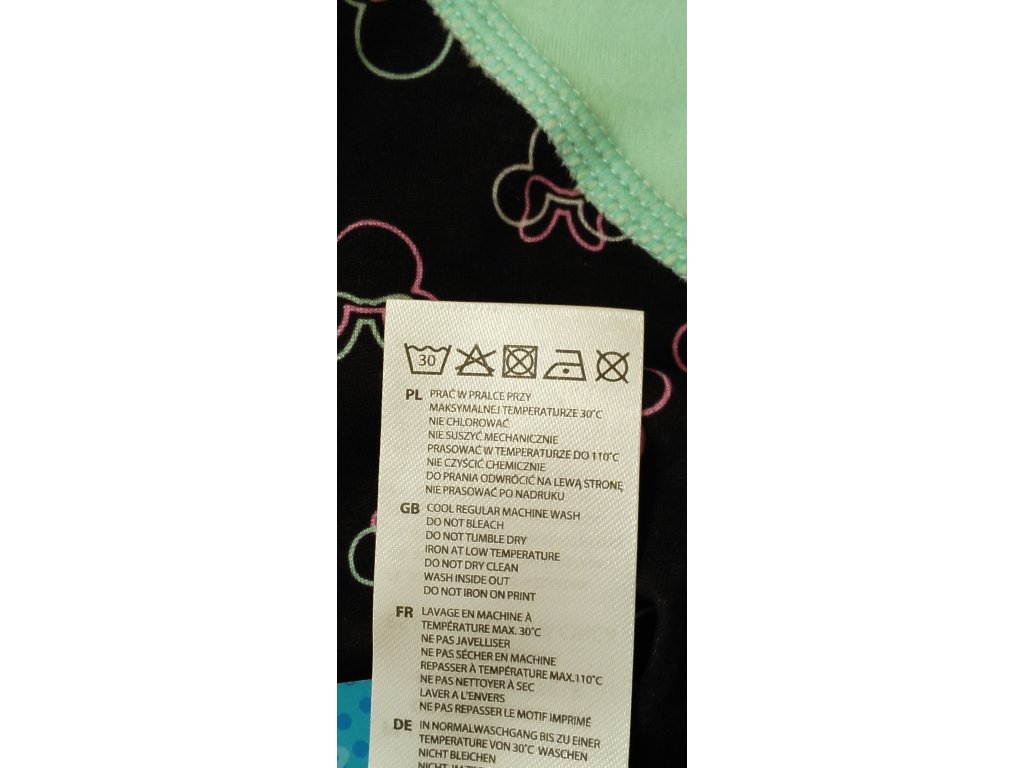 30
PL PRAĆ W PRALCE PRZY
MAKSYMALNEJ TEMPERATURZE 30°C
NIE CHLOROWAĆ
NIE SUSZYĆ MECHANICZNIE
PRASOWAĆ W TEMPERATURZE DO 110°C
NIE CZYŚCIĆ CHEMICZNIE
DO PRANIA ODWRÓCIĆ NA LEWĄ STRONĘ
NIE PRASOWAĆ PO NADRUKU
GB COOL REGULAR MACHINE WASH
DO NOT BLEACH
DO NOT TUMBLE DRY
IRON AT LOW TEMPERATURE
DO NOT DRY CLEAN
WASH INSIDE OUT
DO NOT IRON ON PRINT
FR LAVAGE EN MACHINE À
TEMPÉRATURE MAX. 30°C
NE PAS JAVELLISER
NE PAS SÉCHER EN MACHINE
REPASSER À TEMPÉRATURE MAX.110°C
NE PAS NETTOYER À SEC
LAVER A L'ENVERS
NE PAS REPASSER LE MOTIF IMPRIMÉ
DE IN NORMALWASCHGANG BIS ZU EINER
TEMPERATURE VON 30°C WASCHEN
NICHT BLEICHEN
NICHT